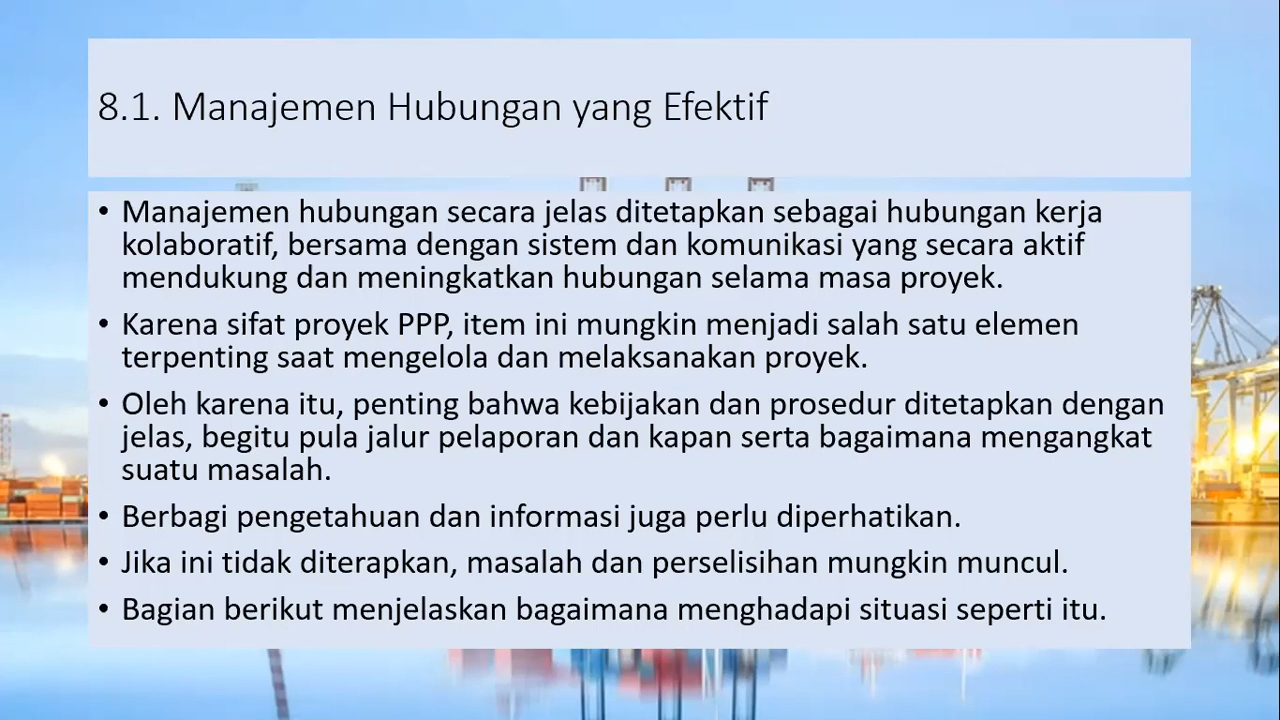 8.1. Manajemen Hubungan yang Efektif
• Manajemen hubungan secara jelas ditetapkan sebagai hubungan kerja
kolaboratif, bersama dengan sistem dan komunikasi yang secara aktif
mendukung dan meningkatkan hubungan selama masa proyek.
• Karena sifat proyek PPP, item ini mungkin menjadi salah satu elemen
terpenting saat mengelola dan melaksanakan proyek.
• Oleh karena itu, penting bahwa kebijakan dan prosedur ditetapkan dengan
jelas, begitu pula jalur pelaporan dan kapan serta bagaimana mengangkat
suatu masalah.
• Berbagi pengetahuan dan informasi juga perlu diperhatikan.
• Jika ini tidak diterapkan, masalah dan perselisihan mungkin muncul.
• Bagian berikut menjelaskan bagaimana menghadapi situasi seperti itu.